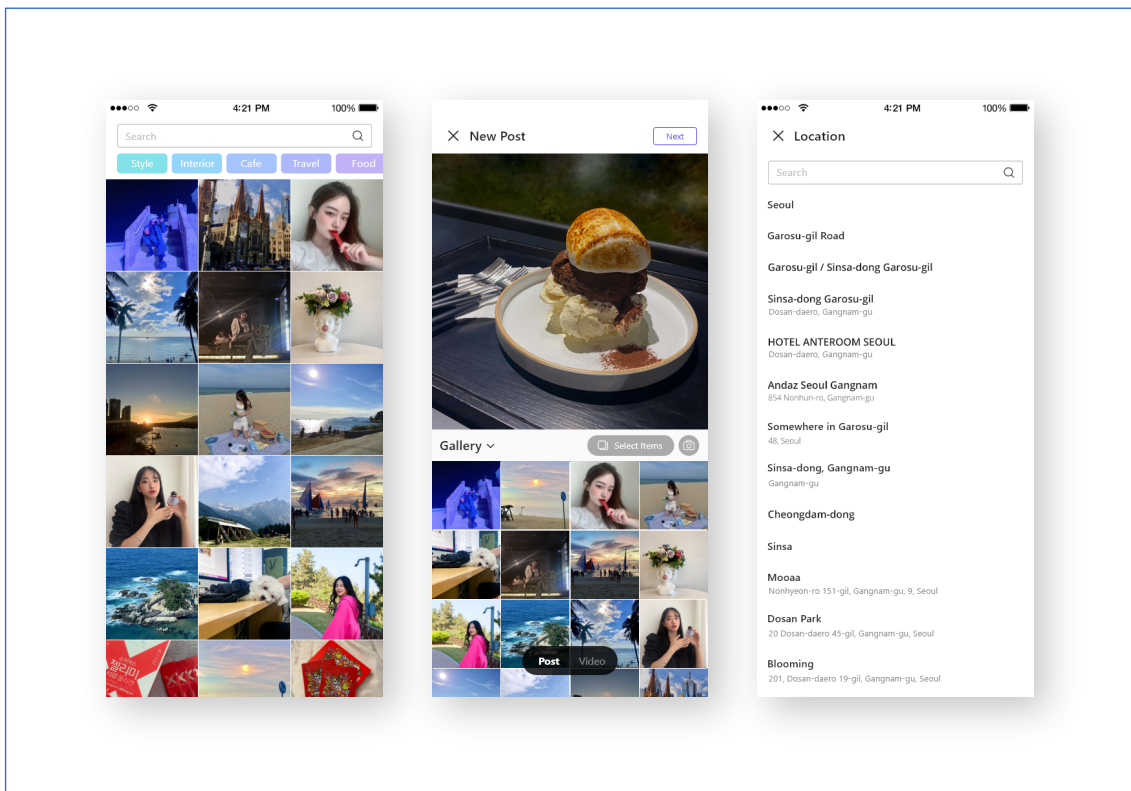 4:21 PM
100%
Search
Style Interior Cafe Travel Food
New Post
Next
Gallery
Select Items
Post Video
4:21 PM
100%
Location
Search
Seoul
Garosu-gil Road
Garosu-gil / Sinsa-dong Garosu-gil
Sinsa-dong Garosu-gil
Dosan-daero, Gangnam-gu
HOTEL ANTEROOM SEOUL
Dosan-daero, Gangnam-gu
Andaz Seoul Gangnam
854 Nonhun-ro, Gangnam-gu
Somewhere in Garosu-gil
48, Seoul
Sinsa-dong, Gangnam-gu
Gangnam-gu
Cheongdam-dong
Sinsa
Mooaa
Nonhyeon-ro 151-gil, Gangnam-gu, 9, Seoul
Dosan Park
20 Dosan-daero 45-gil, Gangnam-gu, Seoul
Blooming
201, Dosan-daero 19-gil, Gangnam-gu, Seoul